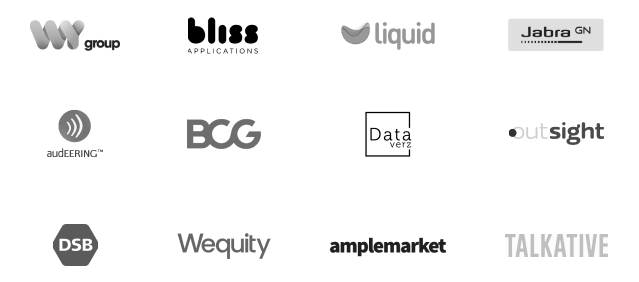 group
bliss
APPLICATIONS
liquid
Jabra GN
audEERING™
BCG
Data
verz
outsight
DSB
Wequity
amplemarket
TALKATIVE